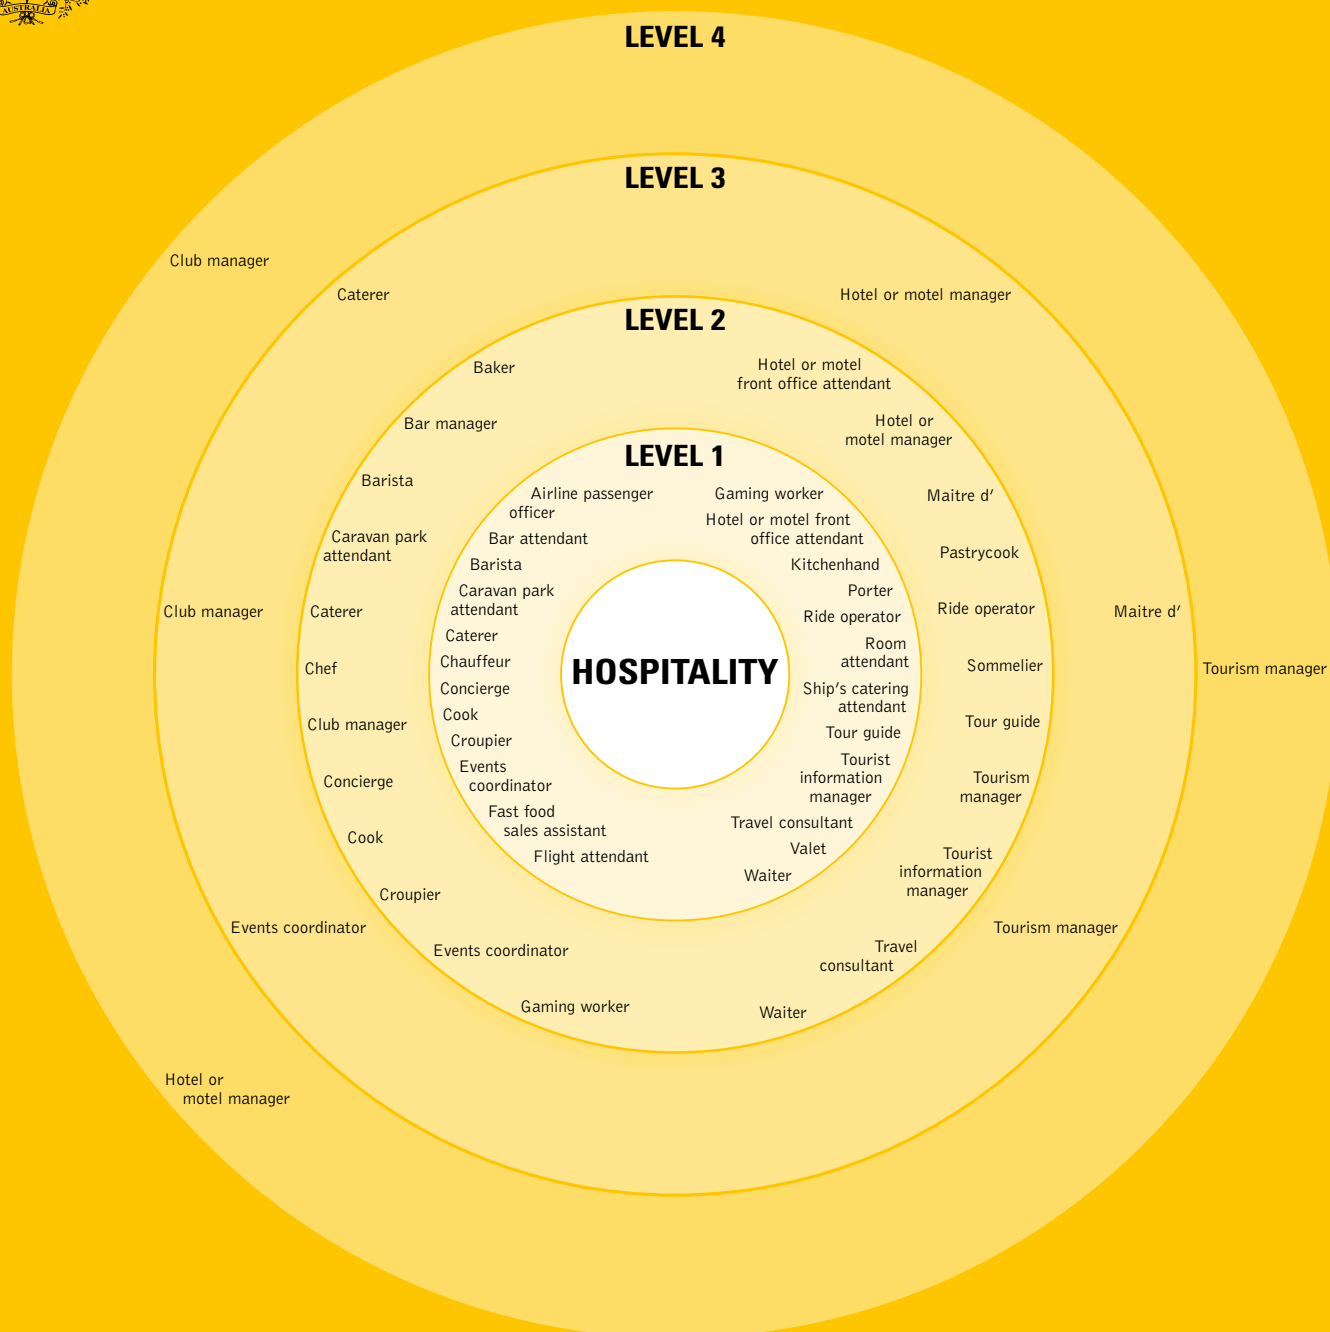 AUSTRALIA
LEVEL 4
Club manager
Hotel or
motel manager
Tourism manager
LEVEL 3
Caterer
Club manager
Events coordinator
Hotel or motel manager
Maitre d’
Tourism manager
LEVEL 2
Baker
Bar manager
Barista
Caravan park
attendant
Caterer
Chef
Club manager
Concierge
Cook
Croupier
Events coordinator
Gaming worker
Hotel or motel
front office attendant
Hotel or
motel manager
Maitre d’
Pastrycook
Ride operator
Sommelier
Tour guide
Tourism
manager
Tourist
information
manager
Travel
consultant
Waiter
LEVEL 1
Airline passenger
officer
Bar attendant
Barista
Caravan park
attendant
Caterer
Chauffeur
Concierge
Cook
Croupier
Events
coordinator
Fast food
sales assistant
Flight attendant
Gaming worker
Hotel or motel front
office attendant
Kitchenhand
Porter
Ride operator
Room
attendant
Ship’s catering
attendant
Tour guide
Tourist
information
manager
Travel consultant
Valet
Waiter
HOSPITALITY